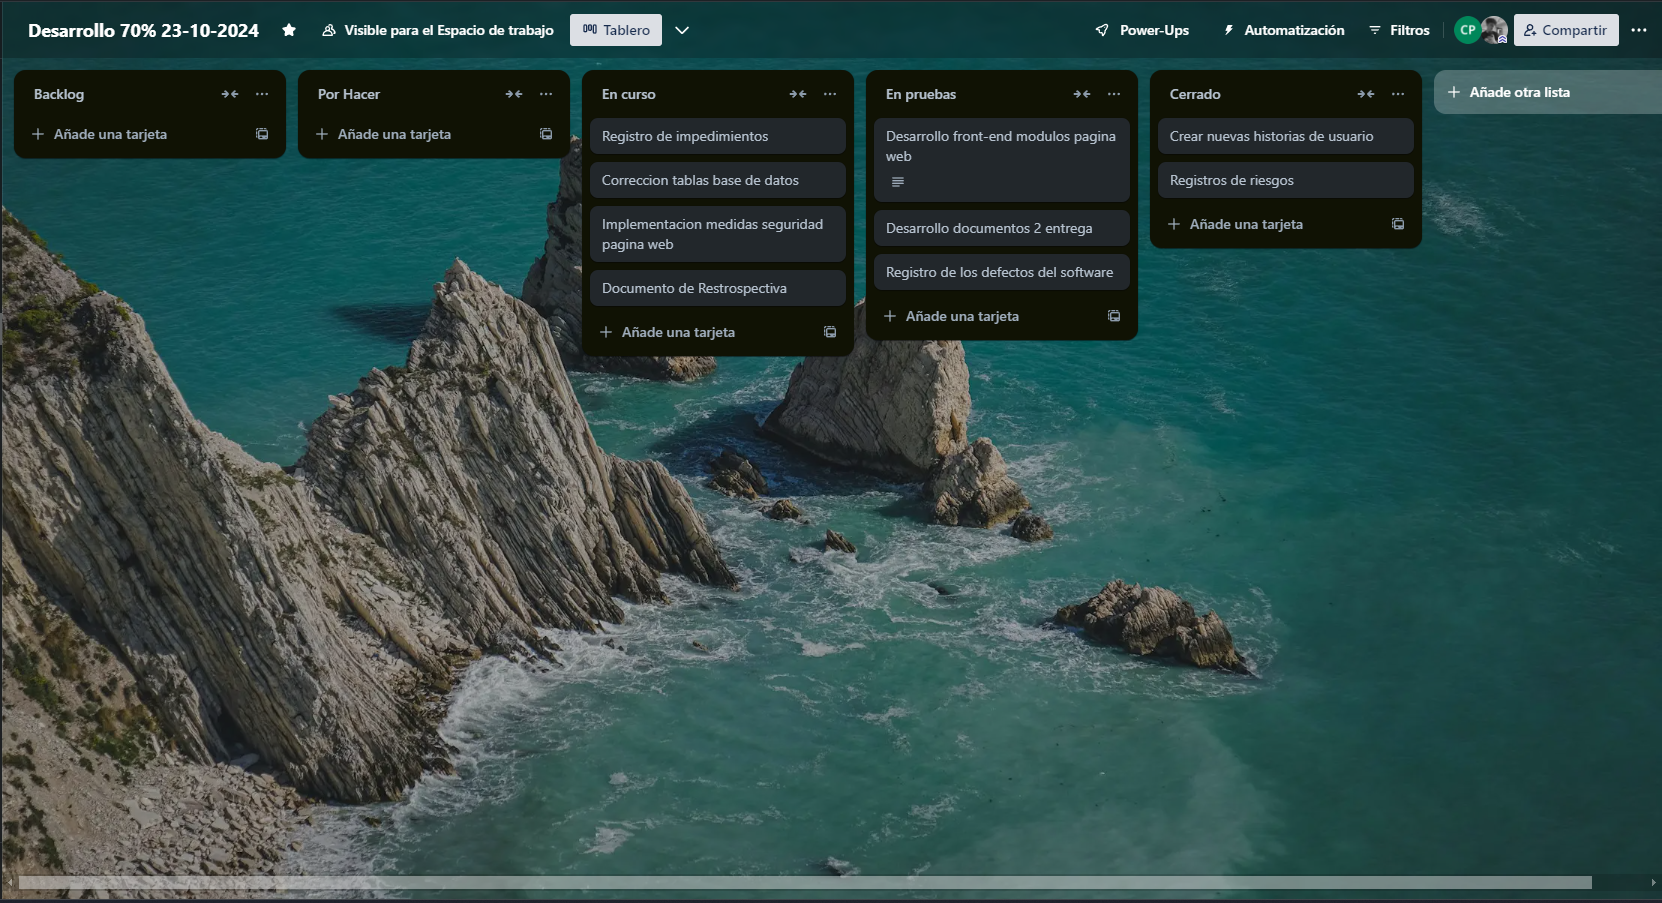 Desarrollo 70% 23-10-2024
Visible para el Espacio de trabajo
Tablero
Power-Ups
Automatización
Filtros
CP
Compartir
Backlog
Añade una tarjeta
Por Hacer
Añade una tarjeta
En curso
Registro de impedimientos
Correccion tablas base de datos
Implementacion medidas seguridad
pagina web
Documento de Restrospectiva
Añade una tarjeta
En pruebas
Desarrollo front-end modulos pagina
web
Desarrollo documentos 2 entrega
Registro de los defectos del software
Añade una tarjeta
Cerrado
Crear nuevas historias de usuario
Registros de riesgos
Añade una tarjeta
Añade otra lista